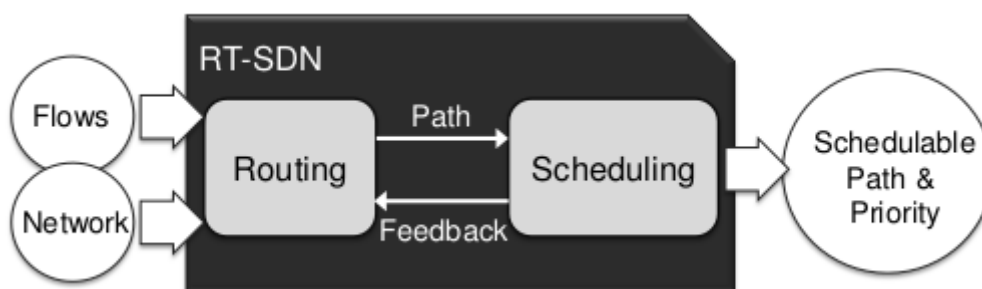 RT-SDN
Flows
Network
Routing
Path
Feedback
Scheduling
Schedulable
Path &
Priority